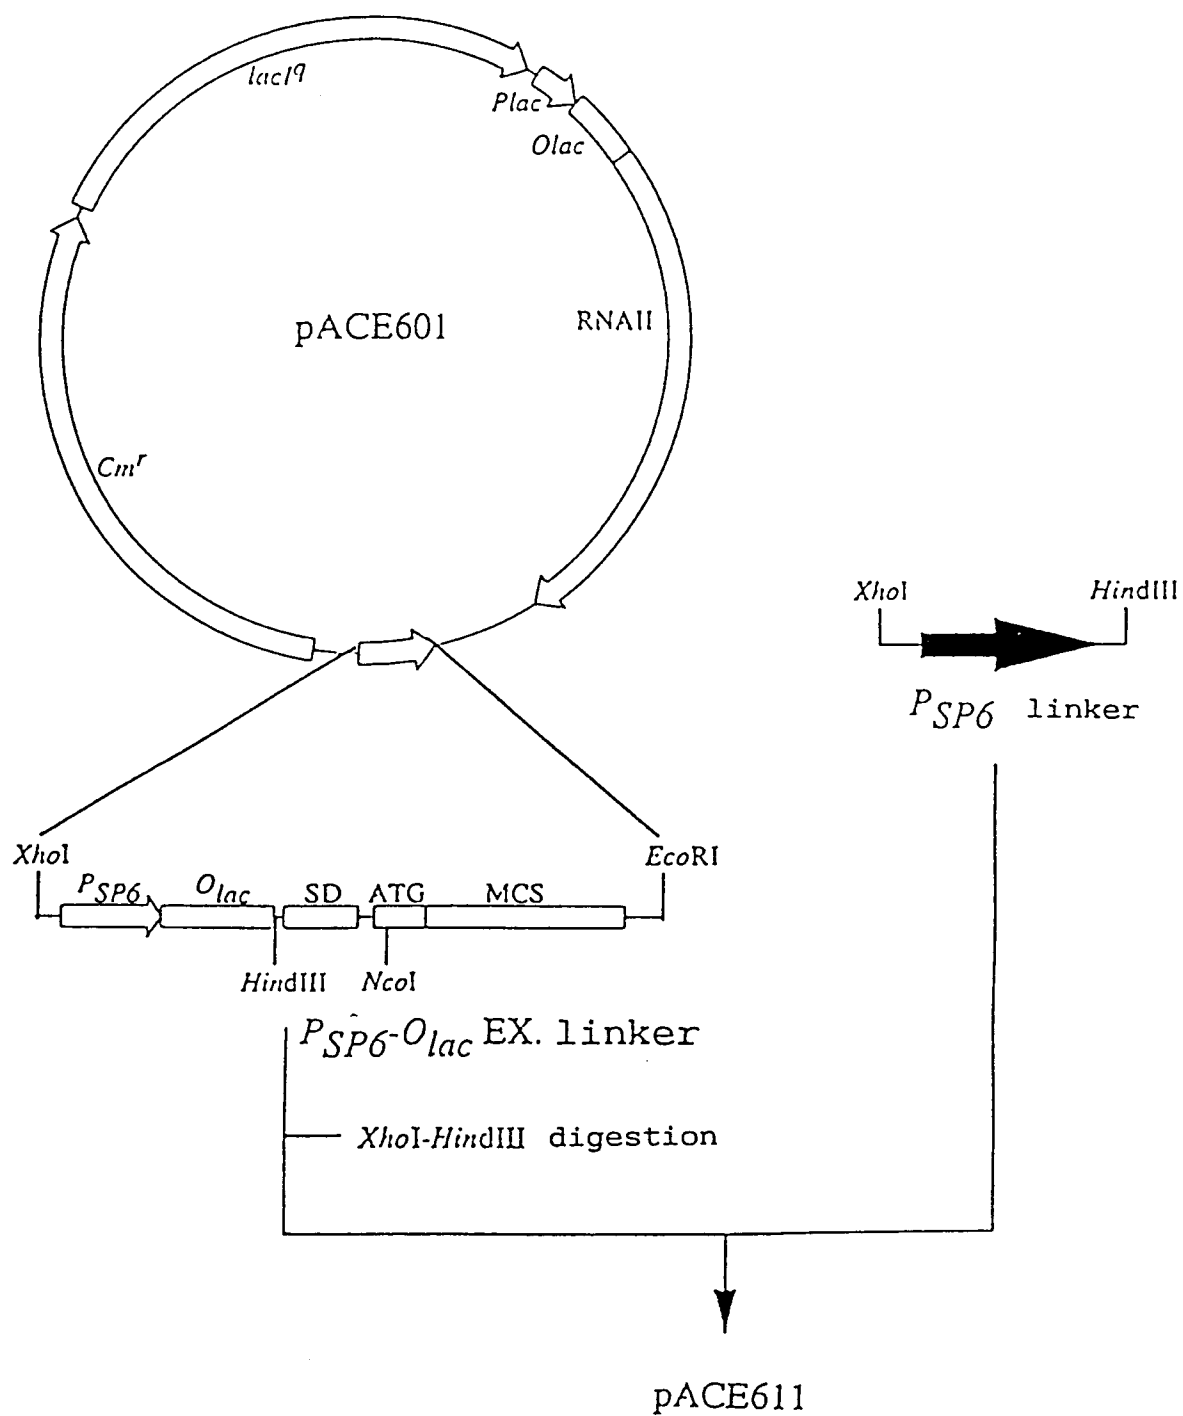 lacIq
Plac
Olac
pACE601
RNAII
Cmr
XhoI
HindIII
PSP6 linker
XhoI
EcoRI
PSP6
Olac
SD
ATG
MCS
HindIII
NcoI
PSP6-Olac EX. linker
XhoI-HindIII digestion
pACE611